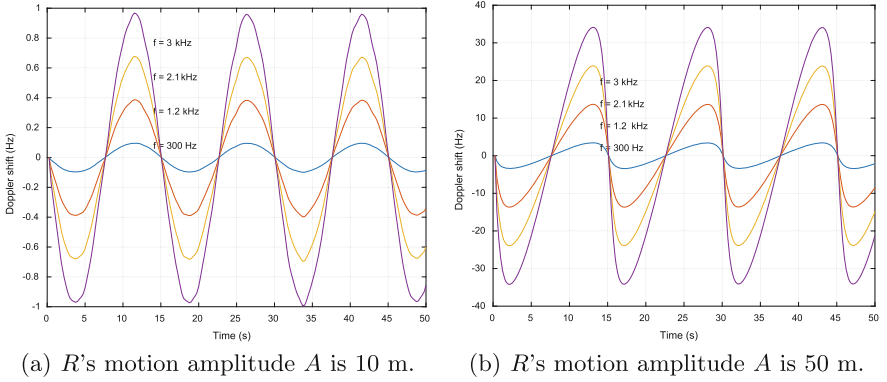 1
0.8
0.6
0.4
0.2
0
-0.2
-0.4
-0.6
-0.8
-1
Doppler shift (Hz)
f = 3 kHz
f = 2.1 kHz
f = 1.2 kHz
f = 300 Hz
0 5 10 15 20 25 30 35 40 45 50
Time (s)
(a) R's motion amplitude A is 10 m.
40
30
20
10
0
-10
-20
-30
-40
Doppler shift (Hz)
f = 3 kHz
f = 2.1 kHz
f = 1.2 kHz
f = 300 Hz
0 5 10 15 20 25 30 35 40 45 50
Time (s)
(b) R's motion amplitude A is 50 m.